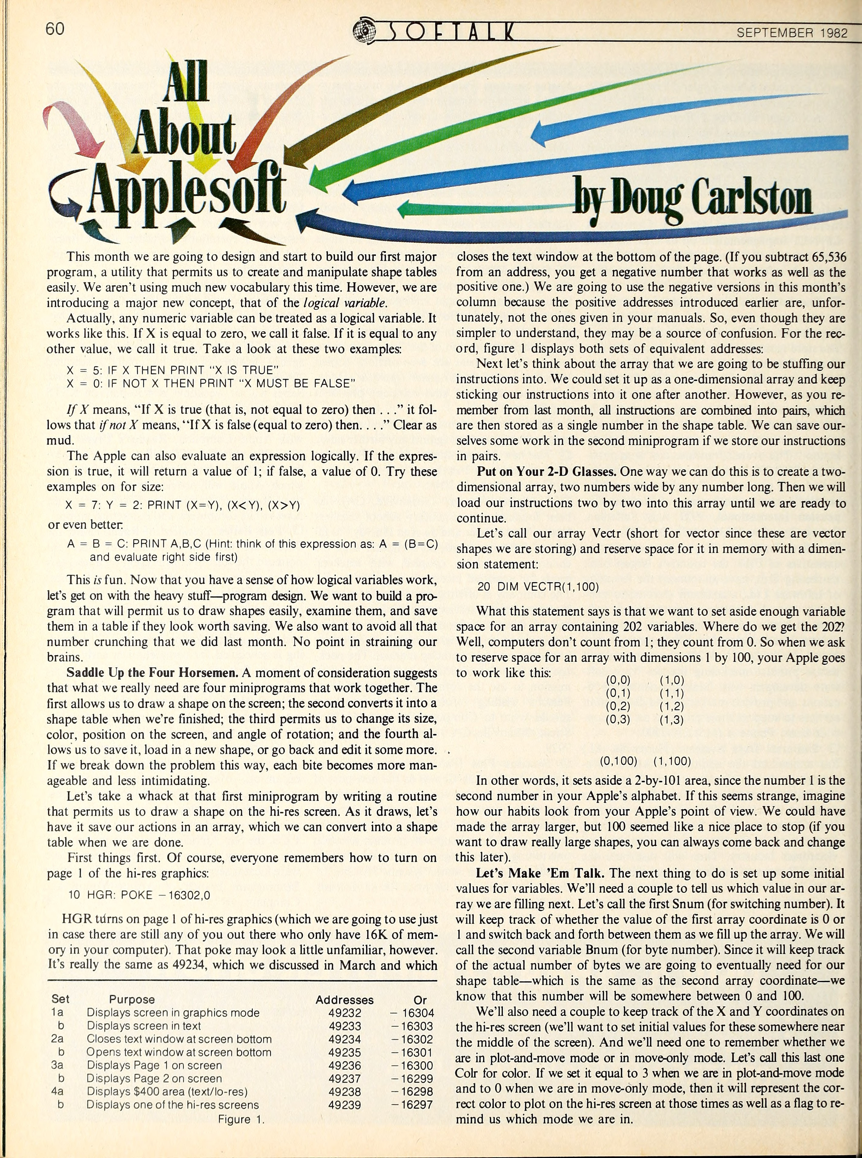 60
SOFTALK
SEPTEMBER 1982
All
About
Applesoft
by Doug Carlston
This month we are going to design and start to build our first major
program, a utility that permits us to create and manipulate shape tables
easily. We aren't using much new vocabulary this time. However, we are
introducing a major new concept, that of the logical variable.
Actually, any numeric variable can be treated as a logical variable. It
works like this. If X is equal to zero, we call it false. If it is equal to any
other value, we call it true. Take a look at these two examples:
X = 5: IF X THEN PRINT "X IS TRUE"
X = 0: IF NOT X THEN PRINT "X MUST BE FALSE"
If X means, "If X is true (that is, not equal to zero) then . . ." it fol-
lows that if not X means, "If X is false (equal to zero) then. . . ." Clear as
mud.
The Apple can also evaluate an expression logically. If the expres-
sion is true, it will return a value of 1; if false, a value of 0. Try these
examples on for size:
X = 7: Y = 2: PRINT (X=Y), (X<Y), (X>Y)
or even better:
A = B = C: PRINT A,B,C (Hint: think of this expression as: A = (B=C)
and evaluate right side first)
This is fun. Now that you have a sense of how logical variables work,
let's get on with the heavy stuff—program design. We want to build a pro-
gram that will permit us to draw shapes easily, examine them, and save
them in a table if they look worth saving. We also want to avoid all that
number crunching that we did last month. No point in straining our
brains.
Saddle Up the Four Horsemen. A moment of consideration suggests
that what we really need are four miniprograms that work together. The
first allows us to draw a shape on the screen; the second converts it into a
shape table when we're finished; the third permits us to change its size,
color, position on the screen, and angle of rotation; and the fourth al-
lows us to save it, load in a new shape, or go back and edit it some more.
If we break down the problem this way, each bite becomes more man-
ageable and less intimidating.
Let's take a whack at that first miniprogram by writing a routine
that permits us to draw a shape on the hi-res screen. As it draws, let's
have it save our actions in an array, which we can convert into a shape
table when we are done.
First things first. Of course, everyone remembers how to turn on
page 1 of the hi-res graphics:
10 HGR: POKE −16302,0
HGR turns on page 1 of hi-res graphics (which we are going to use just
in case there are still any of you out there who only have 16K of mem-
ory in your computer). That poke may look a little unfamiliar, however.
It's really the same as 49234, which we discussed in March and which
Set Purpose Addresses Or
1a Displays screen in graphics mode 49232 −16304
b Displays screen in text 49233 −16303
2a Closes text window at screen bottom 49234 −16302
b Opens text window at screen bottom 49235 −16301
3a Displays Page 1 on screen 49236 −16300
b Displays Page 2 on screen 49237 −16299
4a Displays $400 area (text/lo-res) 49238 −16298
b Displays one of the hi-res screens 49239 −16297
Figure 1.
closes the text window at the bottom of the page. (If you subtract 65,536
from an address, you get a negative number that works as well as the
positive one.) We are going to use the negative versions in this month's
column because the positive addresses introduced earlier are, unfor-
tunately, not the ones given in your manuals. So, even though they are
simpler to understand, they may be a source of confusion. For the rec-
ord, figure 1 displays both sets of equivalent addresses:
Next let's think about the array that we are going to be stuffing our
instructions into. We could set it up as a one-dimensional array and keep
sticking our instructions into it one after another. However, as you re-
member from last month, all instructions are combined into pairs, which
are then stored as a single number in the shape table. We can save our-
selves some work in the second miniprogram if we store our instructions
in pairs.
Put on Your 2-D Glasses. One way we can do this is to create a two-
dimensional array, two numbers wide by any number long. Then we will
load our instructions two by two into this array until we are ready to
continue.
Let's call our array Vectr (short for vector since these are vector
shapes we are storing) and reserve space for it in memory with a dimen-
sion statement:
20 DIM VECTR(1,100)
What this statement says is that we want to set aside enough variable
space for an array containing 202 variables. Where do we get the 202?
Well, computers don't count from 1; they count from 0. So when we ask
to reserve space for an array with dimensions 1 by 100, your Apple goes
to work like this:
(0,0) (1,0)
(0,1) (1,1)
(0,2) (1,2)
(0,3) (1,3)
(0,100) (1,100)
In other words, it sets aside a 2-by-101 area, since the number 1 is the
second number in your Apple's alphabet. If this seems strange, imagine
how our habits look from your Apple's point of view. We could have
made the array larger, but 100 seemed like a nice place to stop (if you
want to draw really large shapes, you can always come back and change
this later).
Let's Make 'Em Talk. The next thing to do is set up some initial
values for variables. We'll need a couple to tell us which value in our ar-
ray we are filling next. Let's call the first Snum (for switching number). It
will keep track of whether the value of the first array coordinate is 0 or
1 and switch back and forth between them as we fill up the array. We will
call the second variable Bnum (for byte number). Since it will keep track
of the actual number of bytes we are going to eventually need for our
shape table—which is the same as the second array coordinate—we
know that this number will be somewhere between 0 and 100.
We'll also need a couple to keep track of the X and Y coordinates on
the hi-res screen (we'll want to set initial values for these somewhere near
the middle of the screen). And we'll need one to remember whether we
are in plot-and-move mode or in move-only mode. Let's call this last one
Colr for color. If we set it equal to 3 when we are in plot-and-move mode
and to 0 when we are in move-only mode, then it will represent the cor-
rect color to plot on the hi-res screen at those times as well as a flag to re-
mind us which mode we are in.